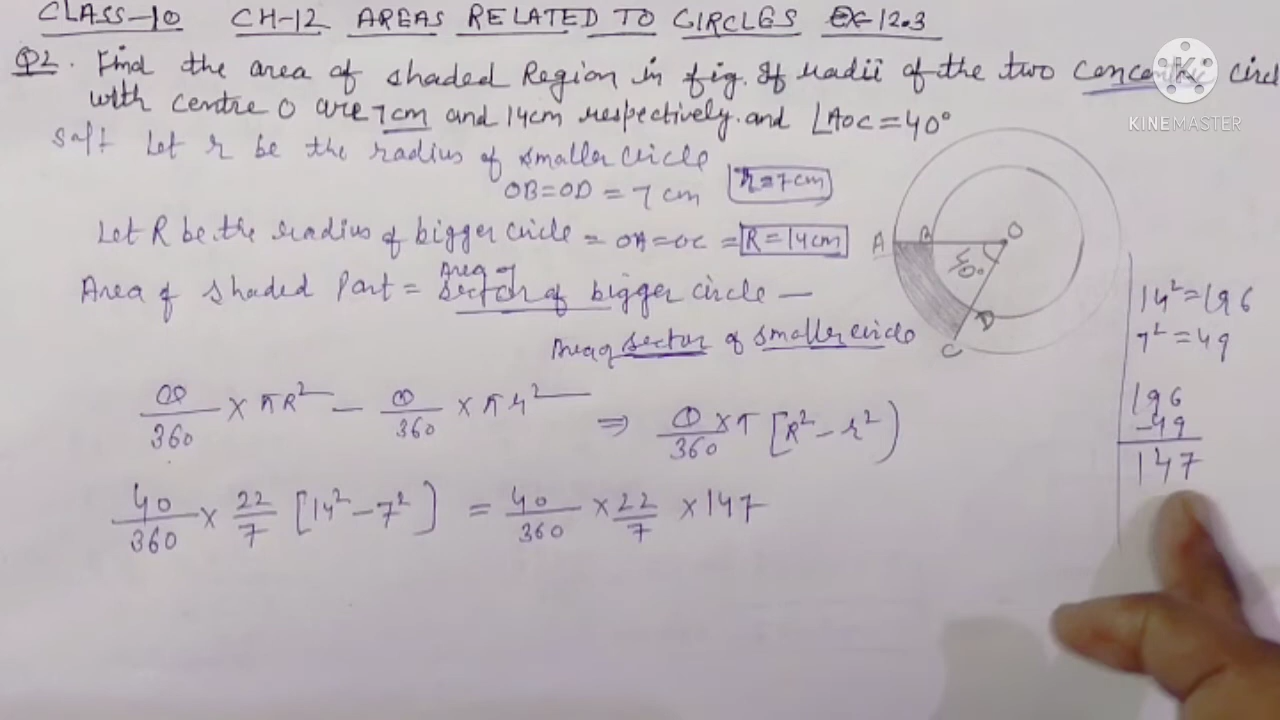 CLASS-10 CH-12 AREAS RELATED TO CIRCLES EX-12.3
Q2. Find the area of shaded Region in fig. If radii of the two concentric circl
with centre O are 7cm and 14cm respectively. and ∠AOC = 40°
Let r be the radius of smaller circle
OB = OD = 7 cm r = 7 cm
Let R be the radius of bigger circle = OA = OC = R = 14cm
Area of shaded Part = Area of sector of bigger circle —
Area of sector of smaller circle
θ/360 × πR² − θ/360 × πr² ⇒ θ/360 × π [R² − r²)
40/360 × 22/7 [14² − 7²] = 40/360 × 22/7 × 147
A B O
40°
D
C
14² = 196
7² = 49
196
-49
147
K
KINEMASTER